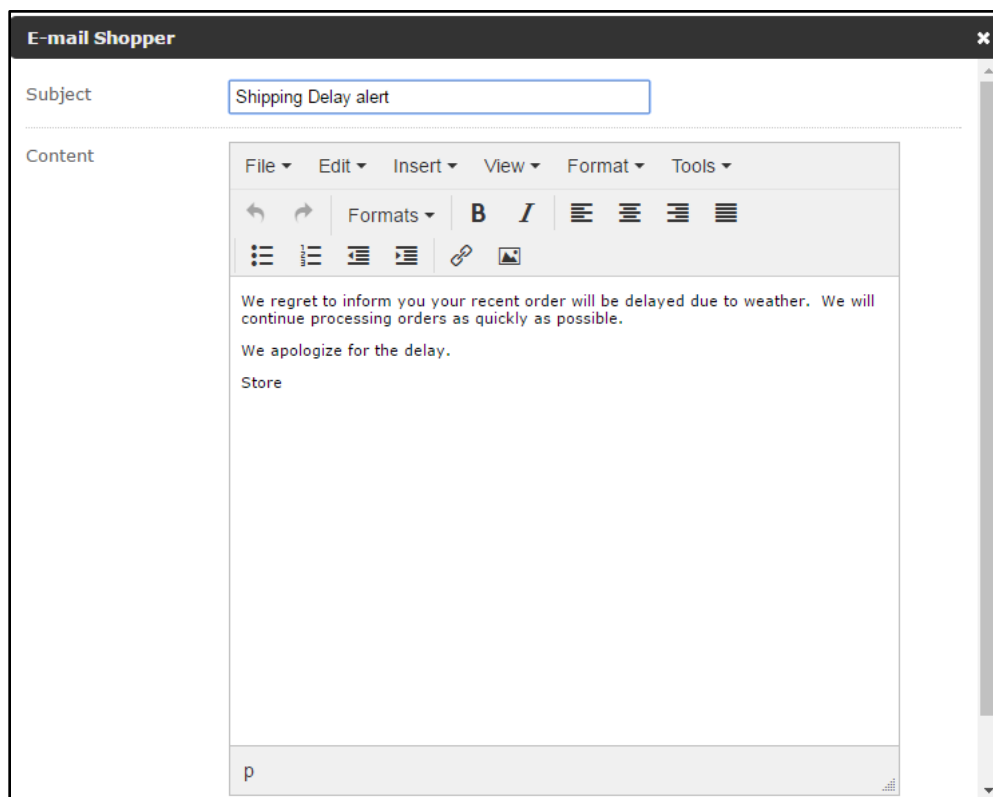 E-mail Shopper
Subject
Shipping Delay alert
Content
File Edit Insert View Format Tools
Formats B I
We regret to inform you your recent order will be delayed due to weather.  We will
continue processing orders as quickly as possible.
We apologize for the delay.
Store
p